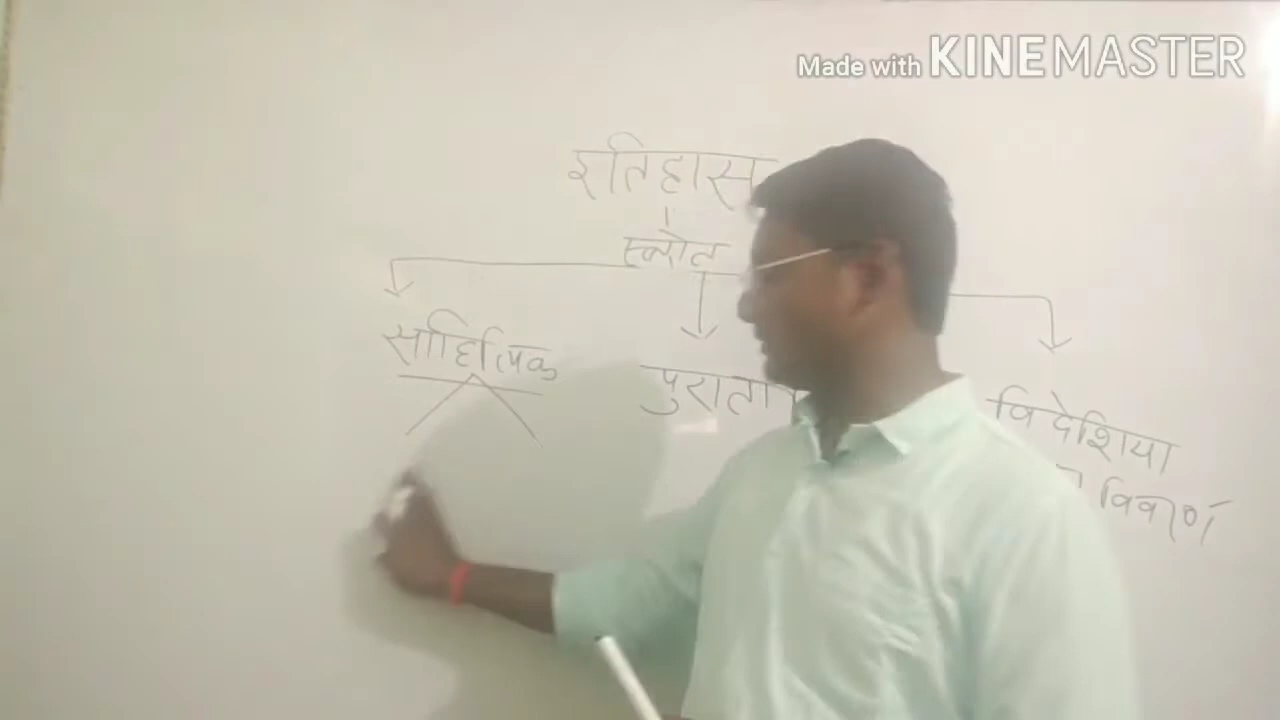 Made with KINEMASTER
इतिहास
स्त्रोत
साहित्यिक
पुराता
विदेशिया
विवरण